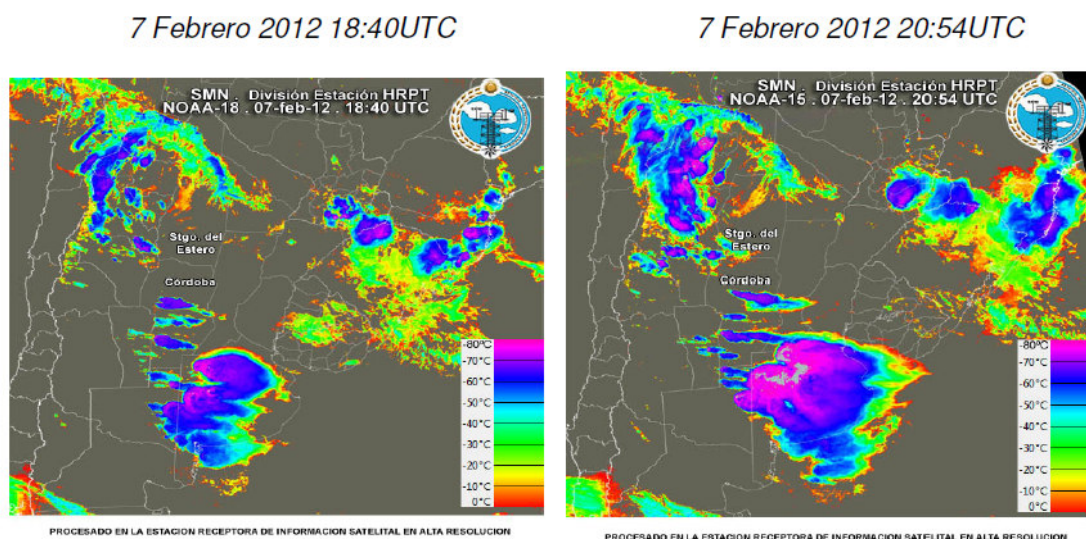 7 Febrero 2012 18:40UTC
7 Febrero 2012 20:54UTC
SMN . División Estación HRPT
NOAA-18 . 07-feb-12 . 18:40 UTC
Stgo. del
Estero
Córdoba
-80°C
-70°C
-60°C
-50°C
-40°C
-30°C
-20°C
-10°C
0°C
PROCESADO EN LA ESTACION RECEPTORA DE INFORMACION SATELITAL EN ALTA RESOLUCION
SMN . División Estación HRPT
NOAA-15 . 07-feb-12 . 20:54 UTC
Stgo. del
Estero
Córdoba
-80°C
-70°C
-60°C
-50°C
-40°C
-30°C
-20°C
-10°C
0°C
PROCESADO EN LA ESTACION RECEPTORA DE INFORMACION SATELITAL EN ALTA RESOLUCION